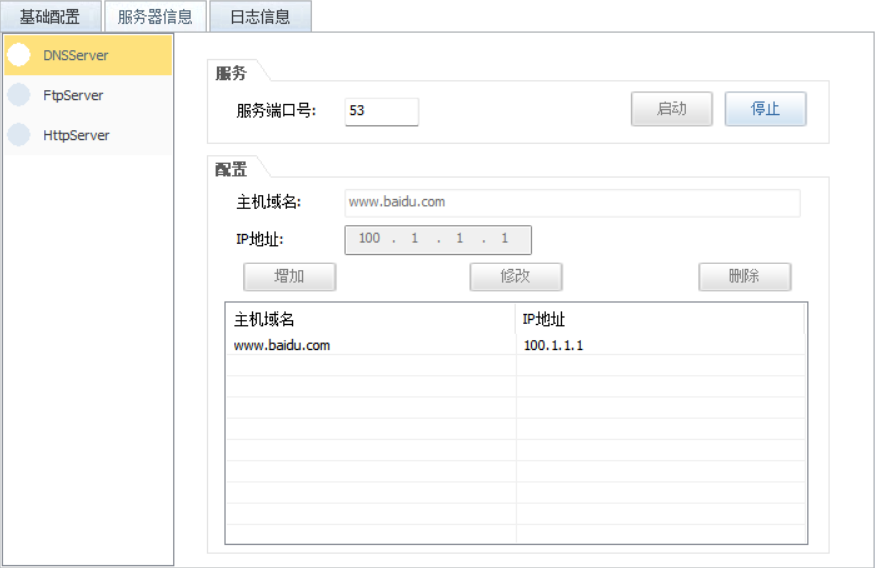 基础配置 服务器信息 日志信息
DNSServer
FtpServer
HttpServer
服务
服务端口号: 53 启动 停止
配置
主机域名: www.baidu.com
IP地址: 100 . 1 . 1 . 1
增加 修改 删除
主机域名 IP地址
www.baidu.com 100.1.1.1